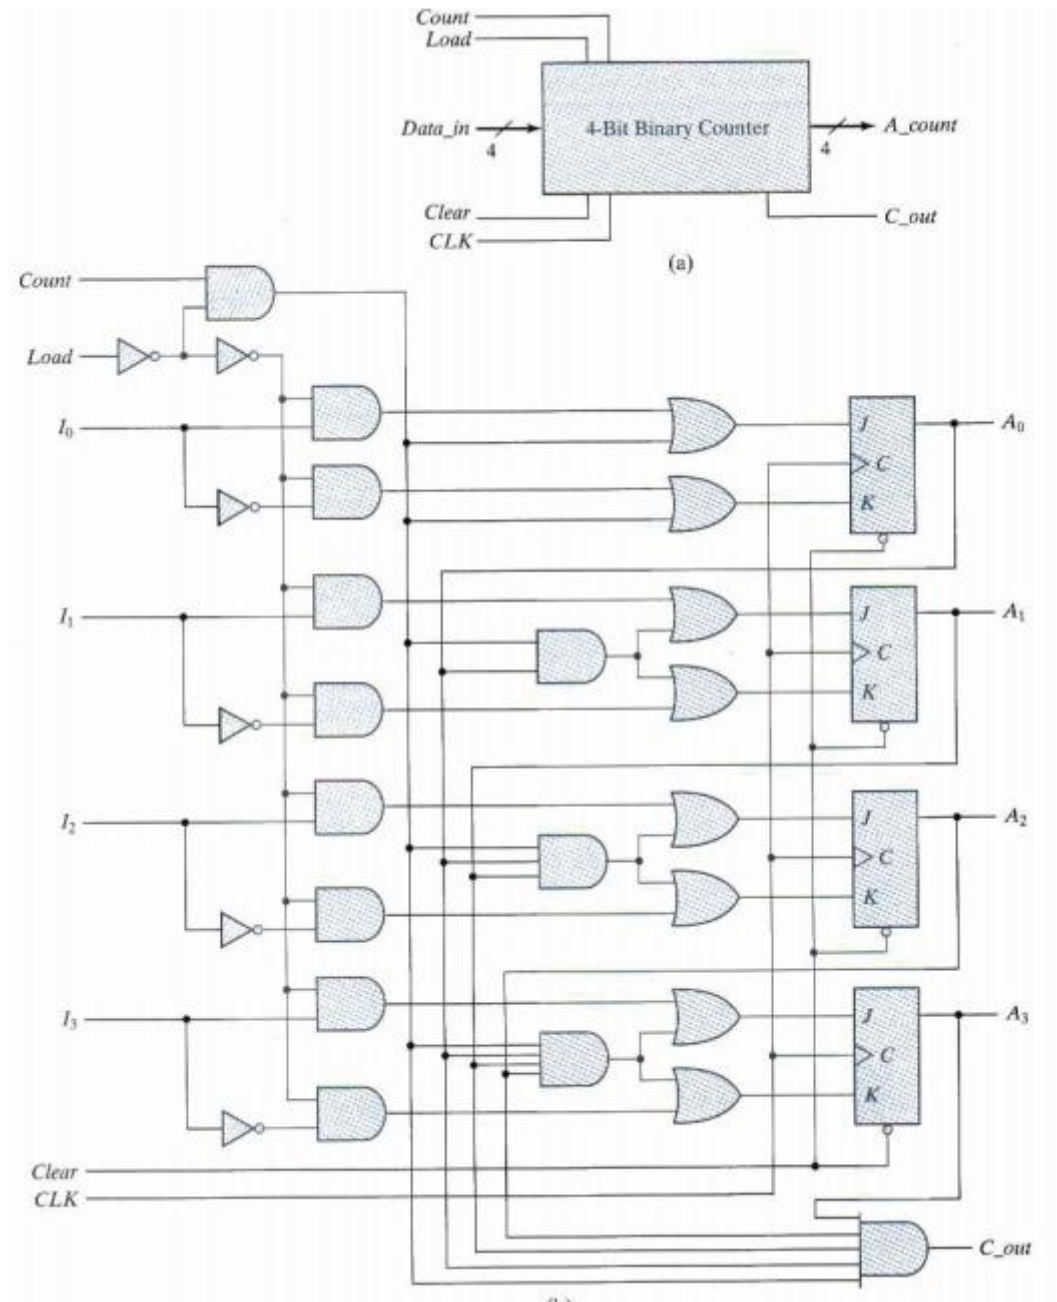 Count
Load
Data_in
4
4-Bit Binary Counter
4
A_count
Clear
CLK
C_out
(a)
Count
Load
I0
J
C
K
A0
I1
J
C
K
A1
I2
J
C
K
A2
I3
J
C
K
A3
Clear
CLK
C_out